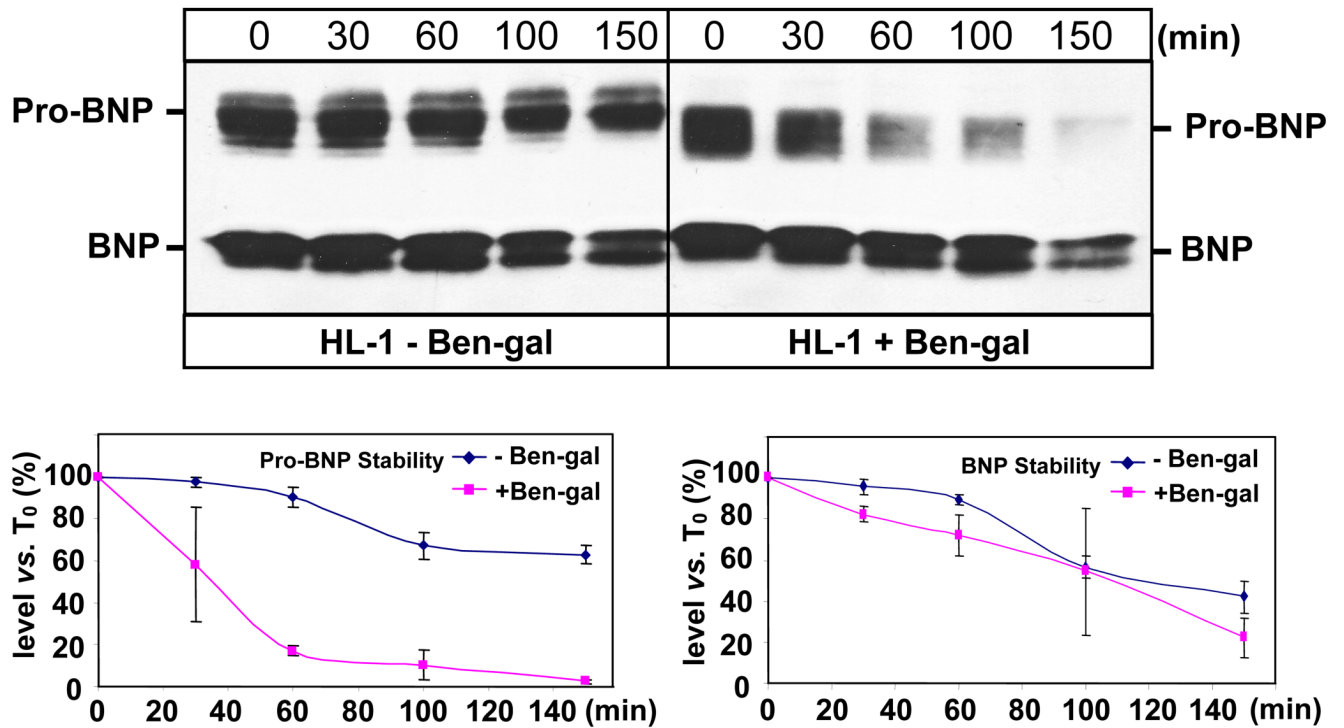 0 30 60 100 150 0 30 60 100 150 (min)
Pro-BNP Pro-BNP
BNP BNP
HL-1 - Ben-gal HL-1 + Ben-gal
level vs. T0 (%)
100
80
60
40
20
0
Pro-BNP Stability - Ben-gal
+Ben-gal
0 20 40 60 80 100 120 140 (min)
level vs. T0 (%)
100
80
60
40
20
0
BNP Stability - Ben-gal
+Ben-gal
0 20 40 60 80 100 120 140 (min)